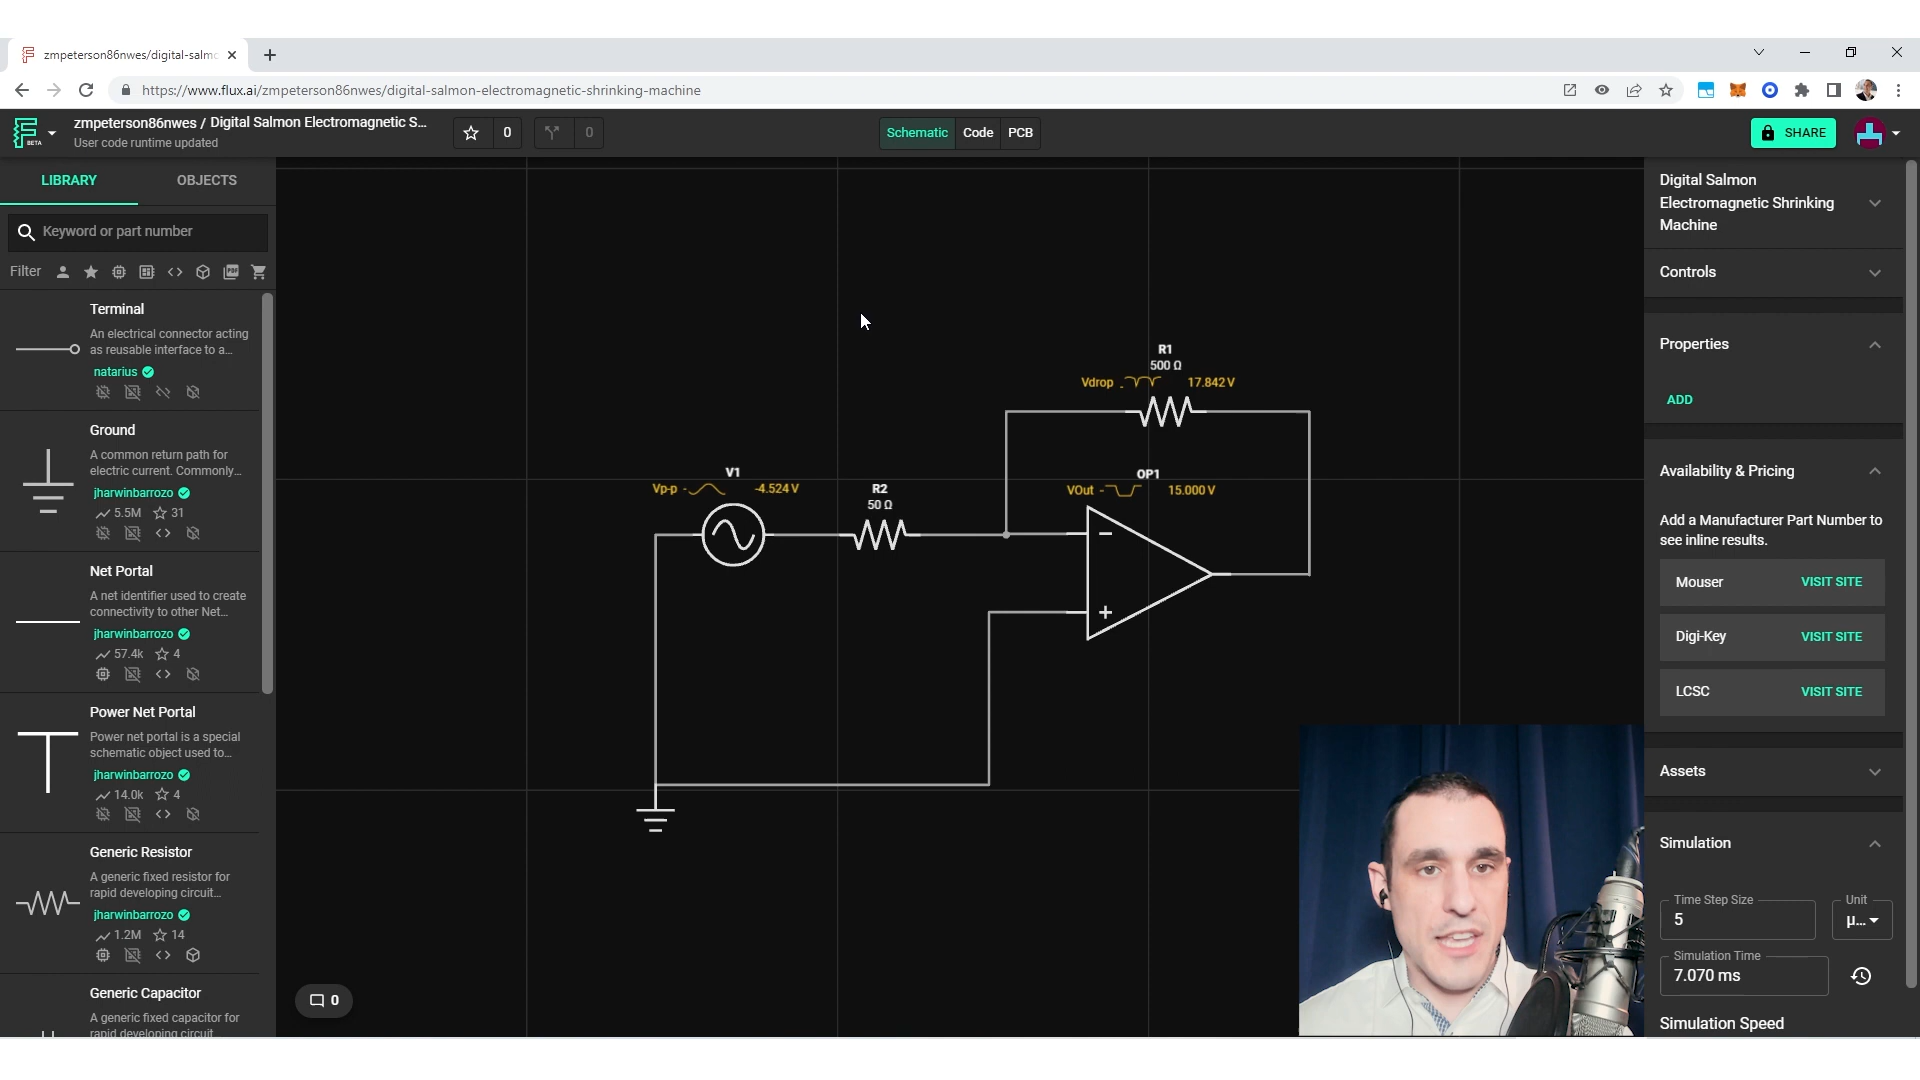 zmpeterson86nwes/digital-salmo
https://www.flux.ai/zmpeterson86nwes/digital-salmon-electromagnetic-shrinking-machine
BETA
zmpeterson86nwes / Digital Salmon Electromagnetic S...
User code runtime updated
0
0
Schematic
Code
PCB
SHARE
LIBRARY
OBJECTS
Keyword or part number
Filter
Terminal
An electrical connector acting
as reusable interface to a...
natarius
Ground
A common return path for
electric current. Commonly...
jharwinbarrozo
5.5M
31
Net Portal
A net identifier used to create
connectivity to other Net...
jharwinbarrozo
57.4k
4
Power Net Portal
Power net portal is a special
schematic object used to...
jharwinbarrozo
14.0k
4
Generic Resistor
A generic fixed resistor for
rapid developing circuit...
jharwinbarrozo
1.2M
14
Generic Capacitor
A generic fixed capacitor for
rapid developing circuit
R1
500 Ω
Vdrop
17.842 V
V1
Vp-p
-4.524 V
R2
50 Ω
OP1
VOut
15.000 V
0
Digital Salmon
Electromagnetic Shrinking
Machine
Controls
Properties
ADD
Availability & Pricing
Add a Manufacturer Part Number to
see inline results.
Mouser
VISIT SITE
Digi-Key
VISIT SITE
LCSC
VISIT SITE
Assets
Simulation
Time Step Size
5
Unit
μ...
Simulation Time
7.070 ms
Simulation Speed